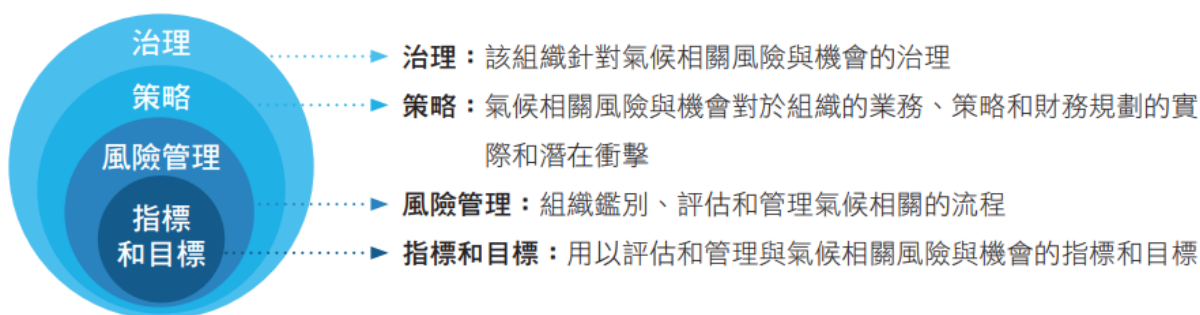 治理
策略
風險管理
指標
和目標
治理：該組織針對氣候相關風險與機會的治理
策略：氣候相關風險與機會對於組織的業務、策略和財務規劃的實
際和潛在衝擊
風險管理：組織鑑別、評估和管理氣候相關的流程
指標和目標：用以評估和管理與氣候相關風險與機會的指標和目標